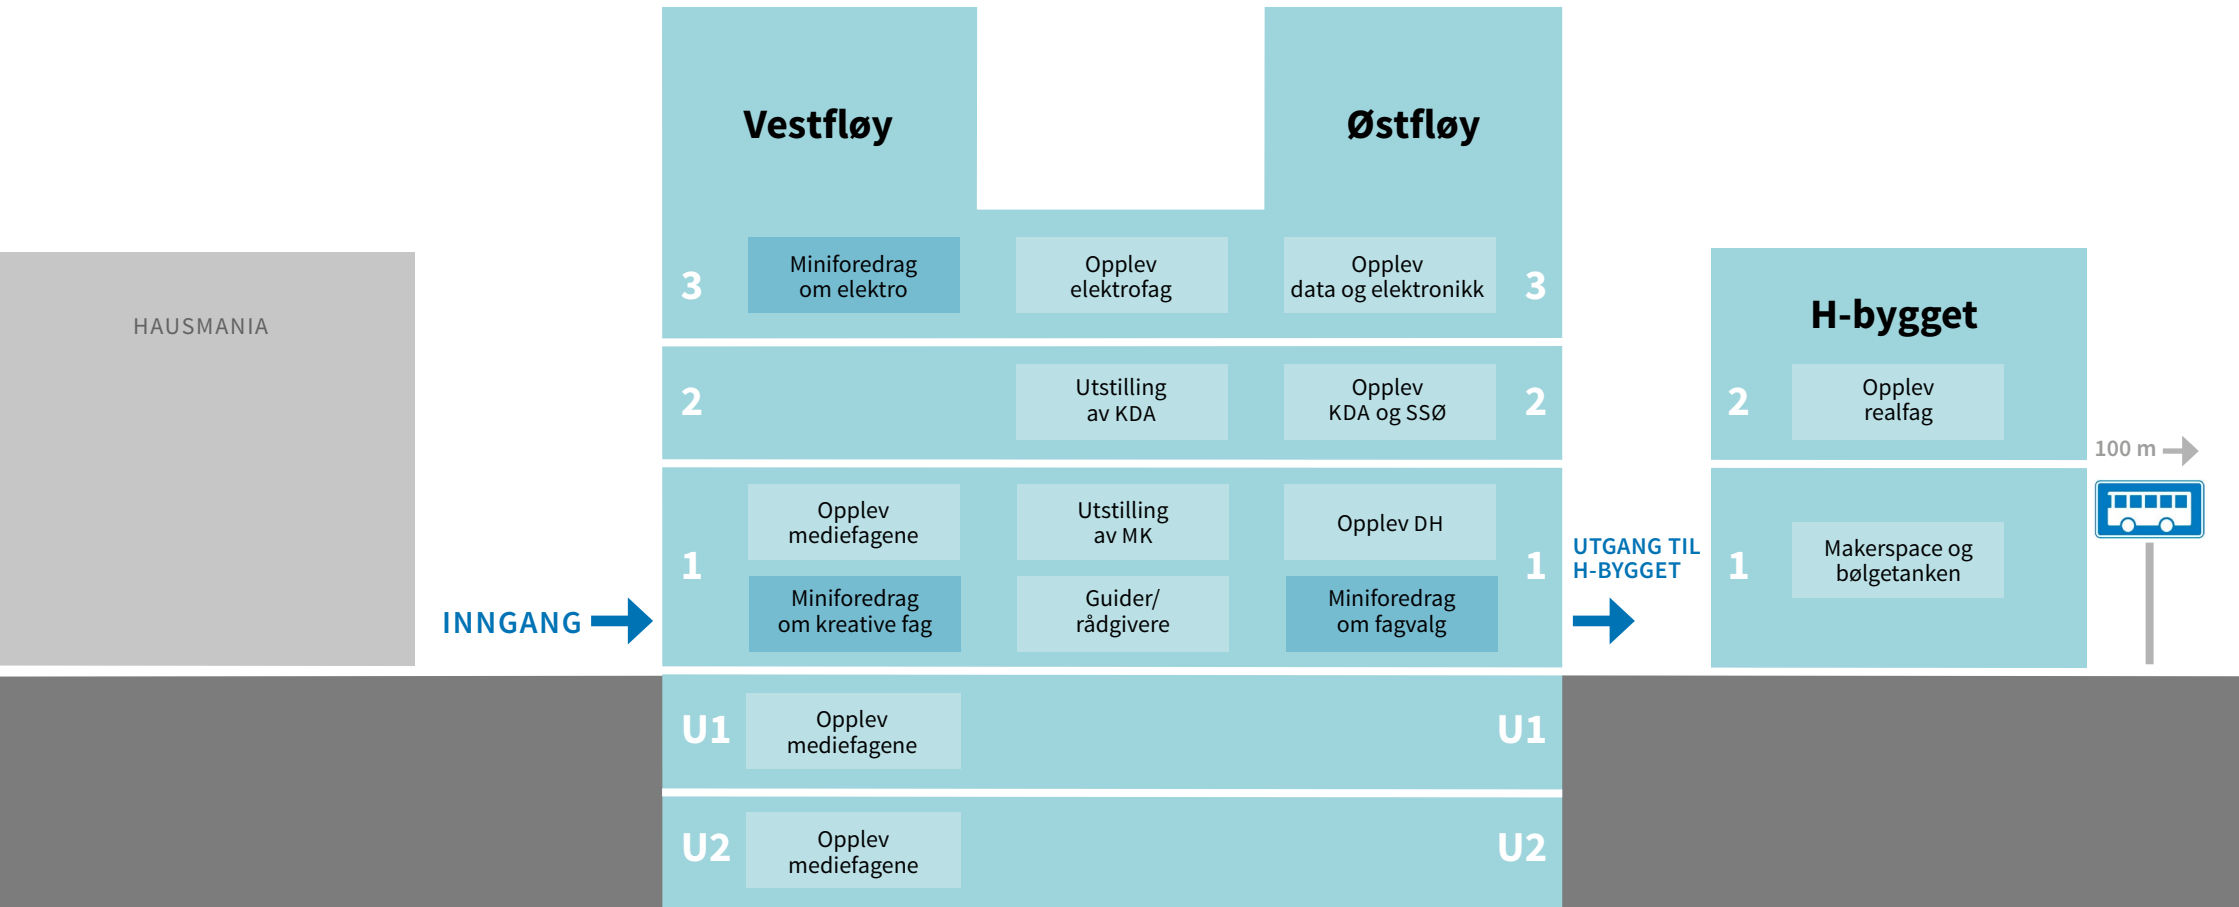 Vestfløy
Østfløy
3
Miniforedrag
om elektro
Opplev
elektrofag
Opplev
data og elektronikk
3
HAUSMANIA
H-bygget
2
Utstilling
av KDA
Opplev
KDA og SSØ
2
2
Opplev
realfag
100 m
1
Opplev
mediefagene
Utstilling
av MK
Opplev DH
Miniforedrag
om kreative fag
Guider/
rådgivere
Miniforedrag
om fagvalg
1
INNGANG
UTGANG TIL
H-BYGGET
1
Makerspace og
bølgetanken
U1
Opplev
mediefagene
U1
U2
Opplev
mediefagene
U2